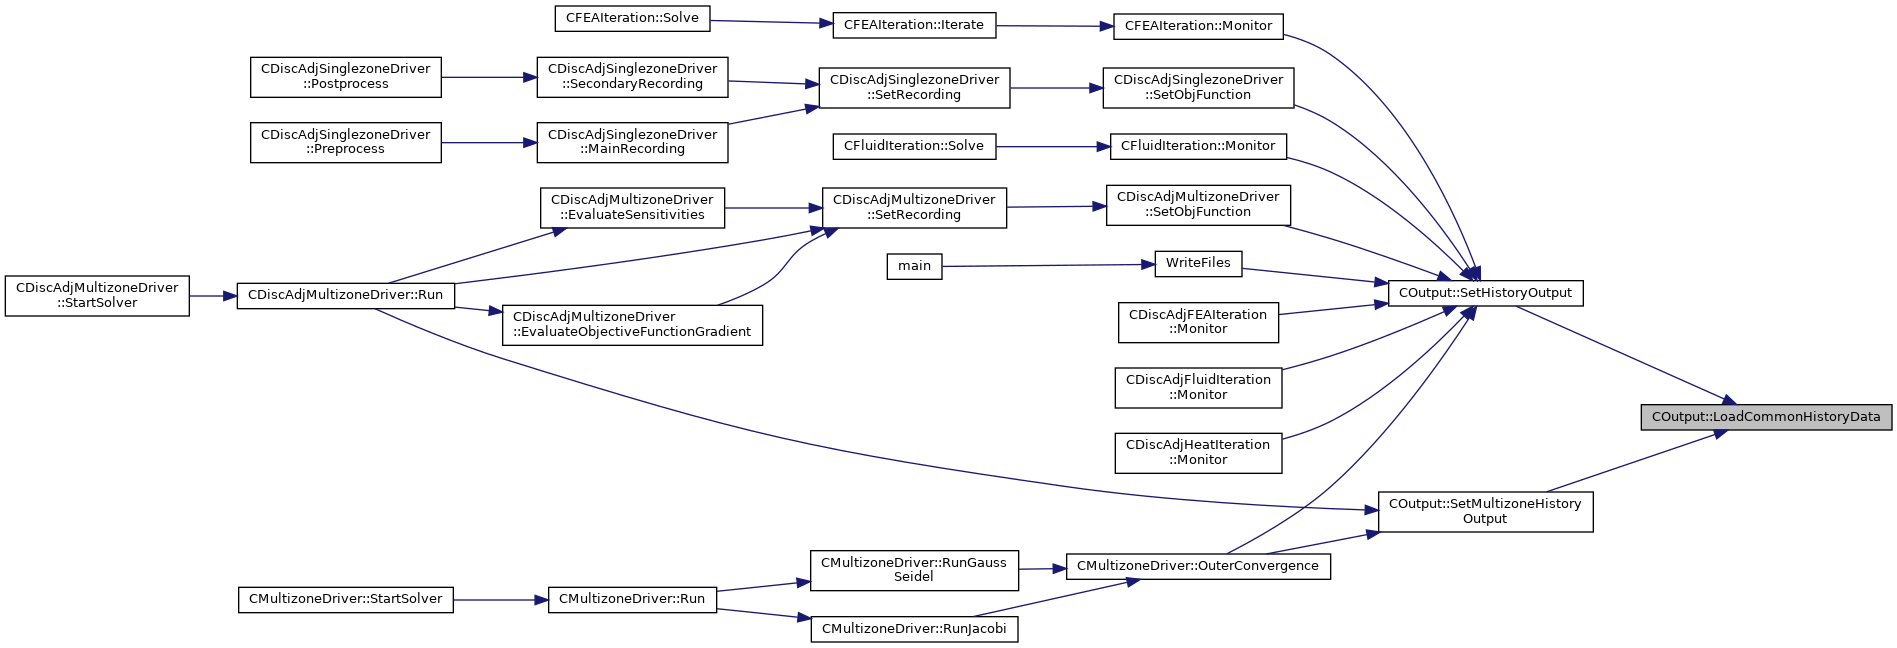 CFEAIteration::Solve
CFEAIteration::Iterate
CFEAIteration::Monitor
CDiscAdjSinglezoneDriver
::Postprocess
CDiscAdjSinglezoneDriver
::SecondaryRecording
CDiscAdjSinglezoneDriver
::SetRecording
CDiscAdjSinglezoneDriver
::SetObjFunction
CDiscAdjSinglezoneDriver
::Preprocess
CDiscAdjSinglezoneDriver
::MainRecording
CFluidIteration::Solve
CFluidIteration::Monitor
CDiscAdjMultizoneDriver
::EvaluateSensitivities
CDiscAdjMultizoneDriver
::SetRecording
CDiscAdjMultizoneDriver
::SetObjFunction
main
WriteFiles
CDiscAdjMultizoneDriver
::StartSolver
CDiscAdjMultizoneDriver::Run
CDiscAdjMultizoneDriver
::EvaluateObjectiveFunctionGradient
CDiscAdjFEAIteration
::Monitor
COutput::SetHistoryOutput
CDiscAdjFluidIteration
::Monitor
COutput::LoadCommonHistoryData
CDiscAdjHeatIteration
::Monitor
COutput::SetMultizoneHistory
Output
CMultizoneDriver::OuterConvergence
CMultizoneDriver::RunGauss
Seidel
CMultizoneDriver::StartSolver
CMultizoneDriver::Run
CMultizoneDriver::RunJacobi